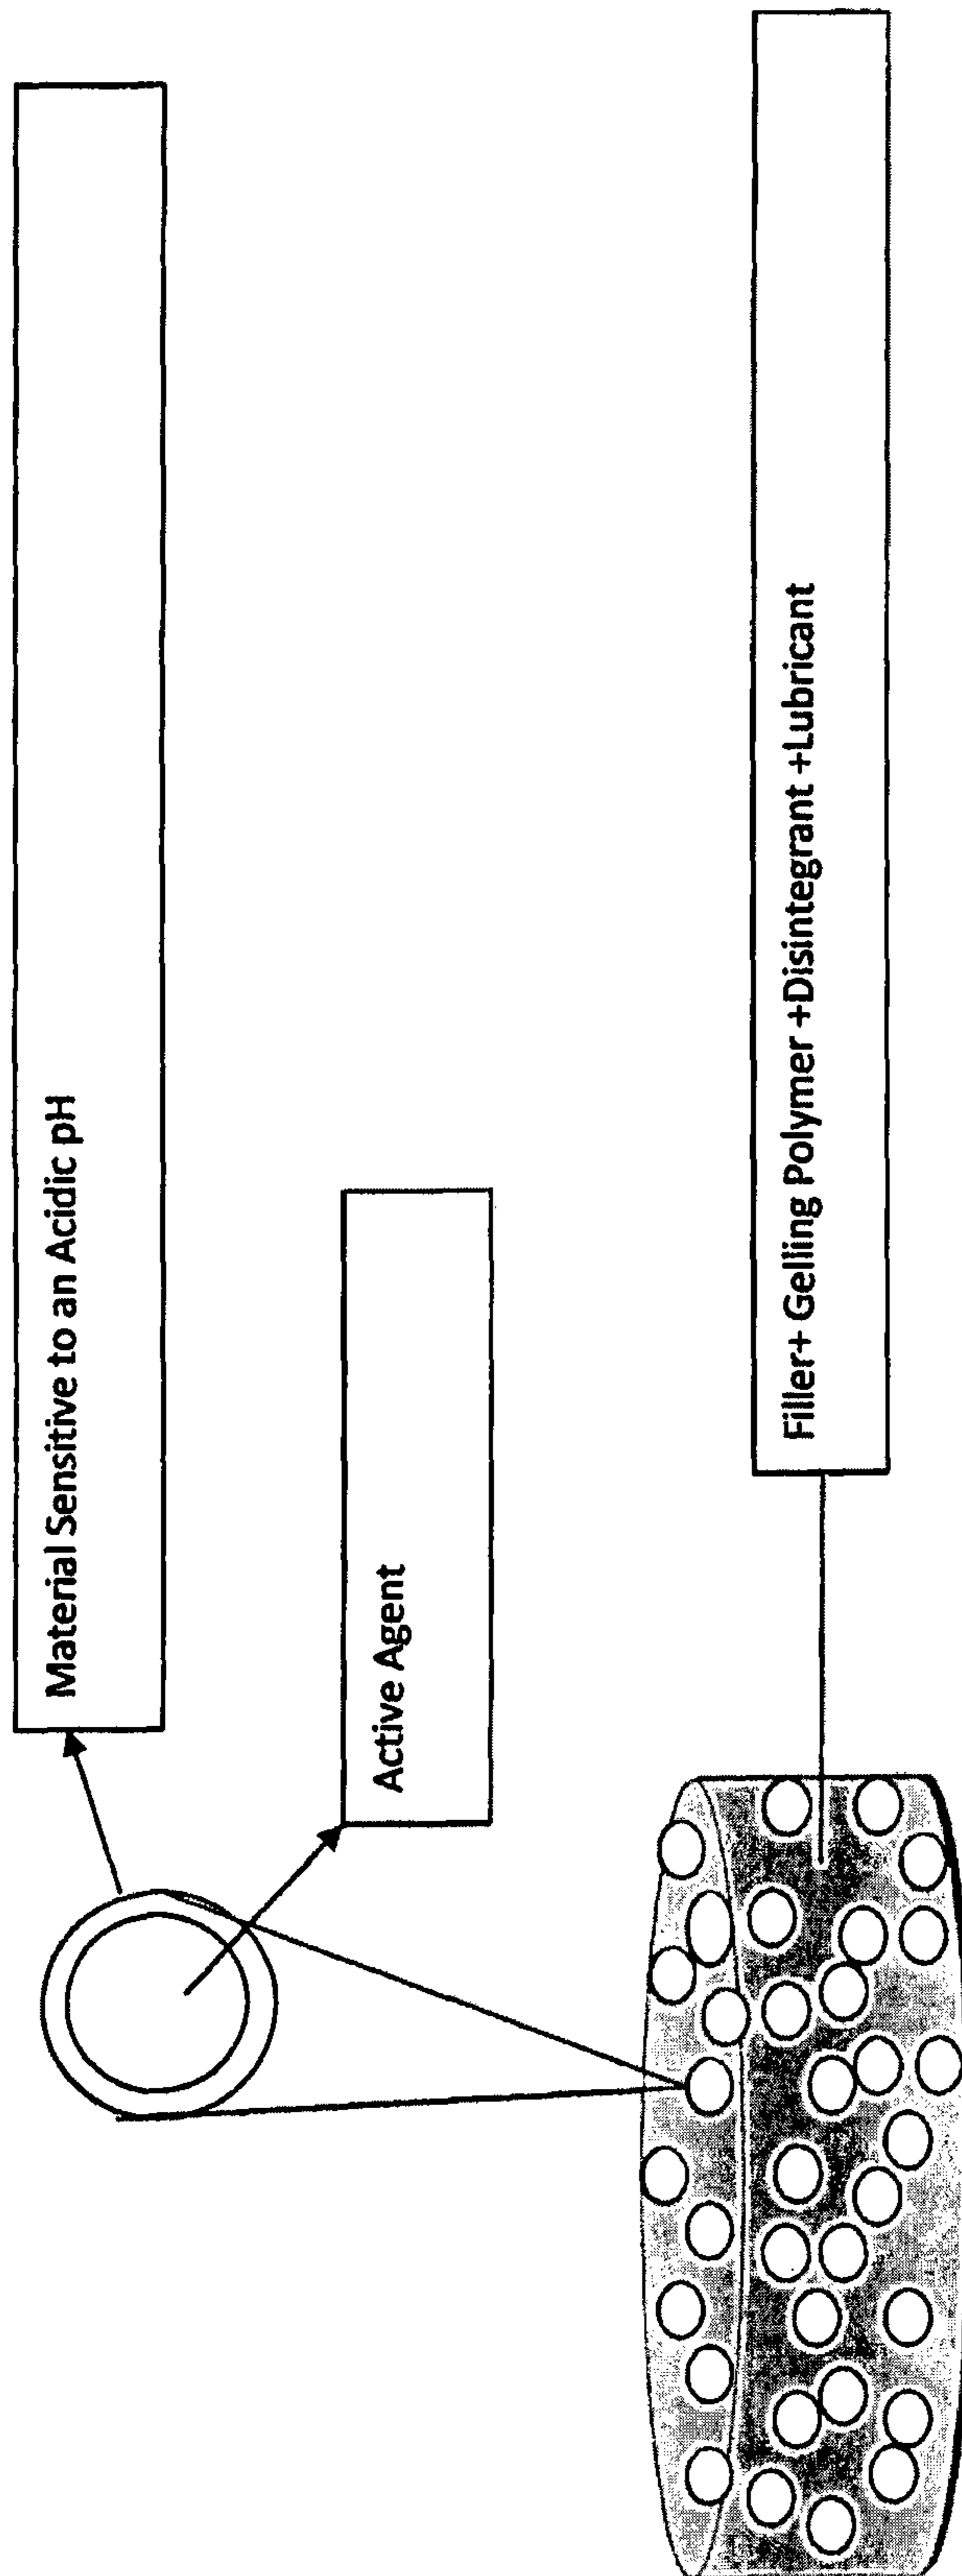 Material Sensitive to an Acidic pH
Active Agent
Filler+ Gelling Polymer +Disintegrant +Lubricant